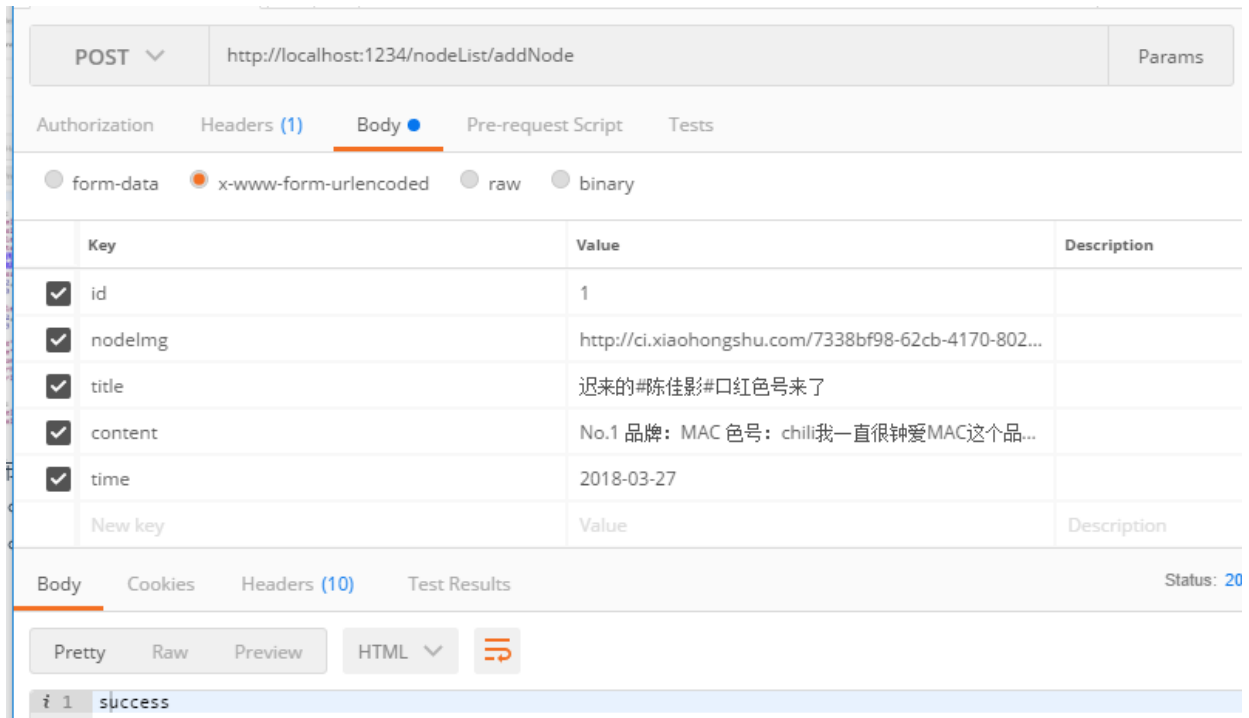 POST
http://localhost:1234/nodeList/addNode
Params
Authorization
Headers (1)
Body
Pre-request Script
Tests
form-data
x-www-form-urlencoded
raw
binary
Key
Value
Description
id
1
nodeImg
http://ci.xiaohongshu.com/7338bf98-62cb-4170-802...
title
迟来的#陈佳影#口红色号来了
content
No.1 品牌：MAC 色号：chili我一直很钟爱MAC这个品...
time
2018-03-27
New key
Value
Description
Body
Cookies
Headers (10)
Test Results
Status: 20
Pretty
Raw
Preview
HTML
i 1 success